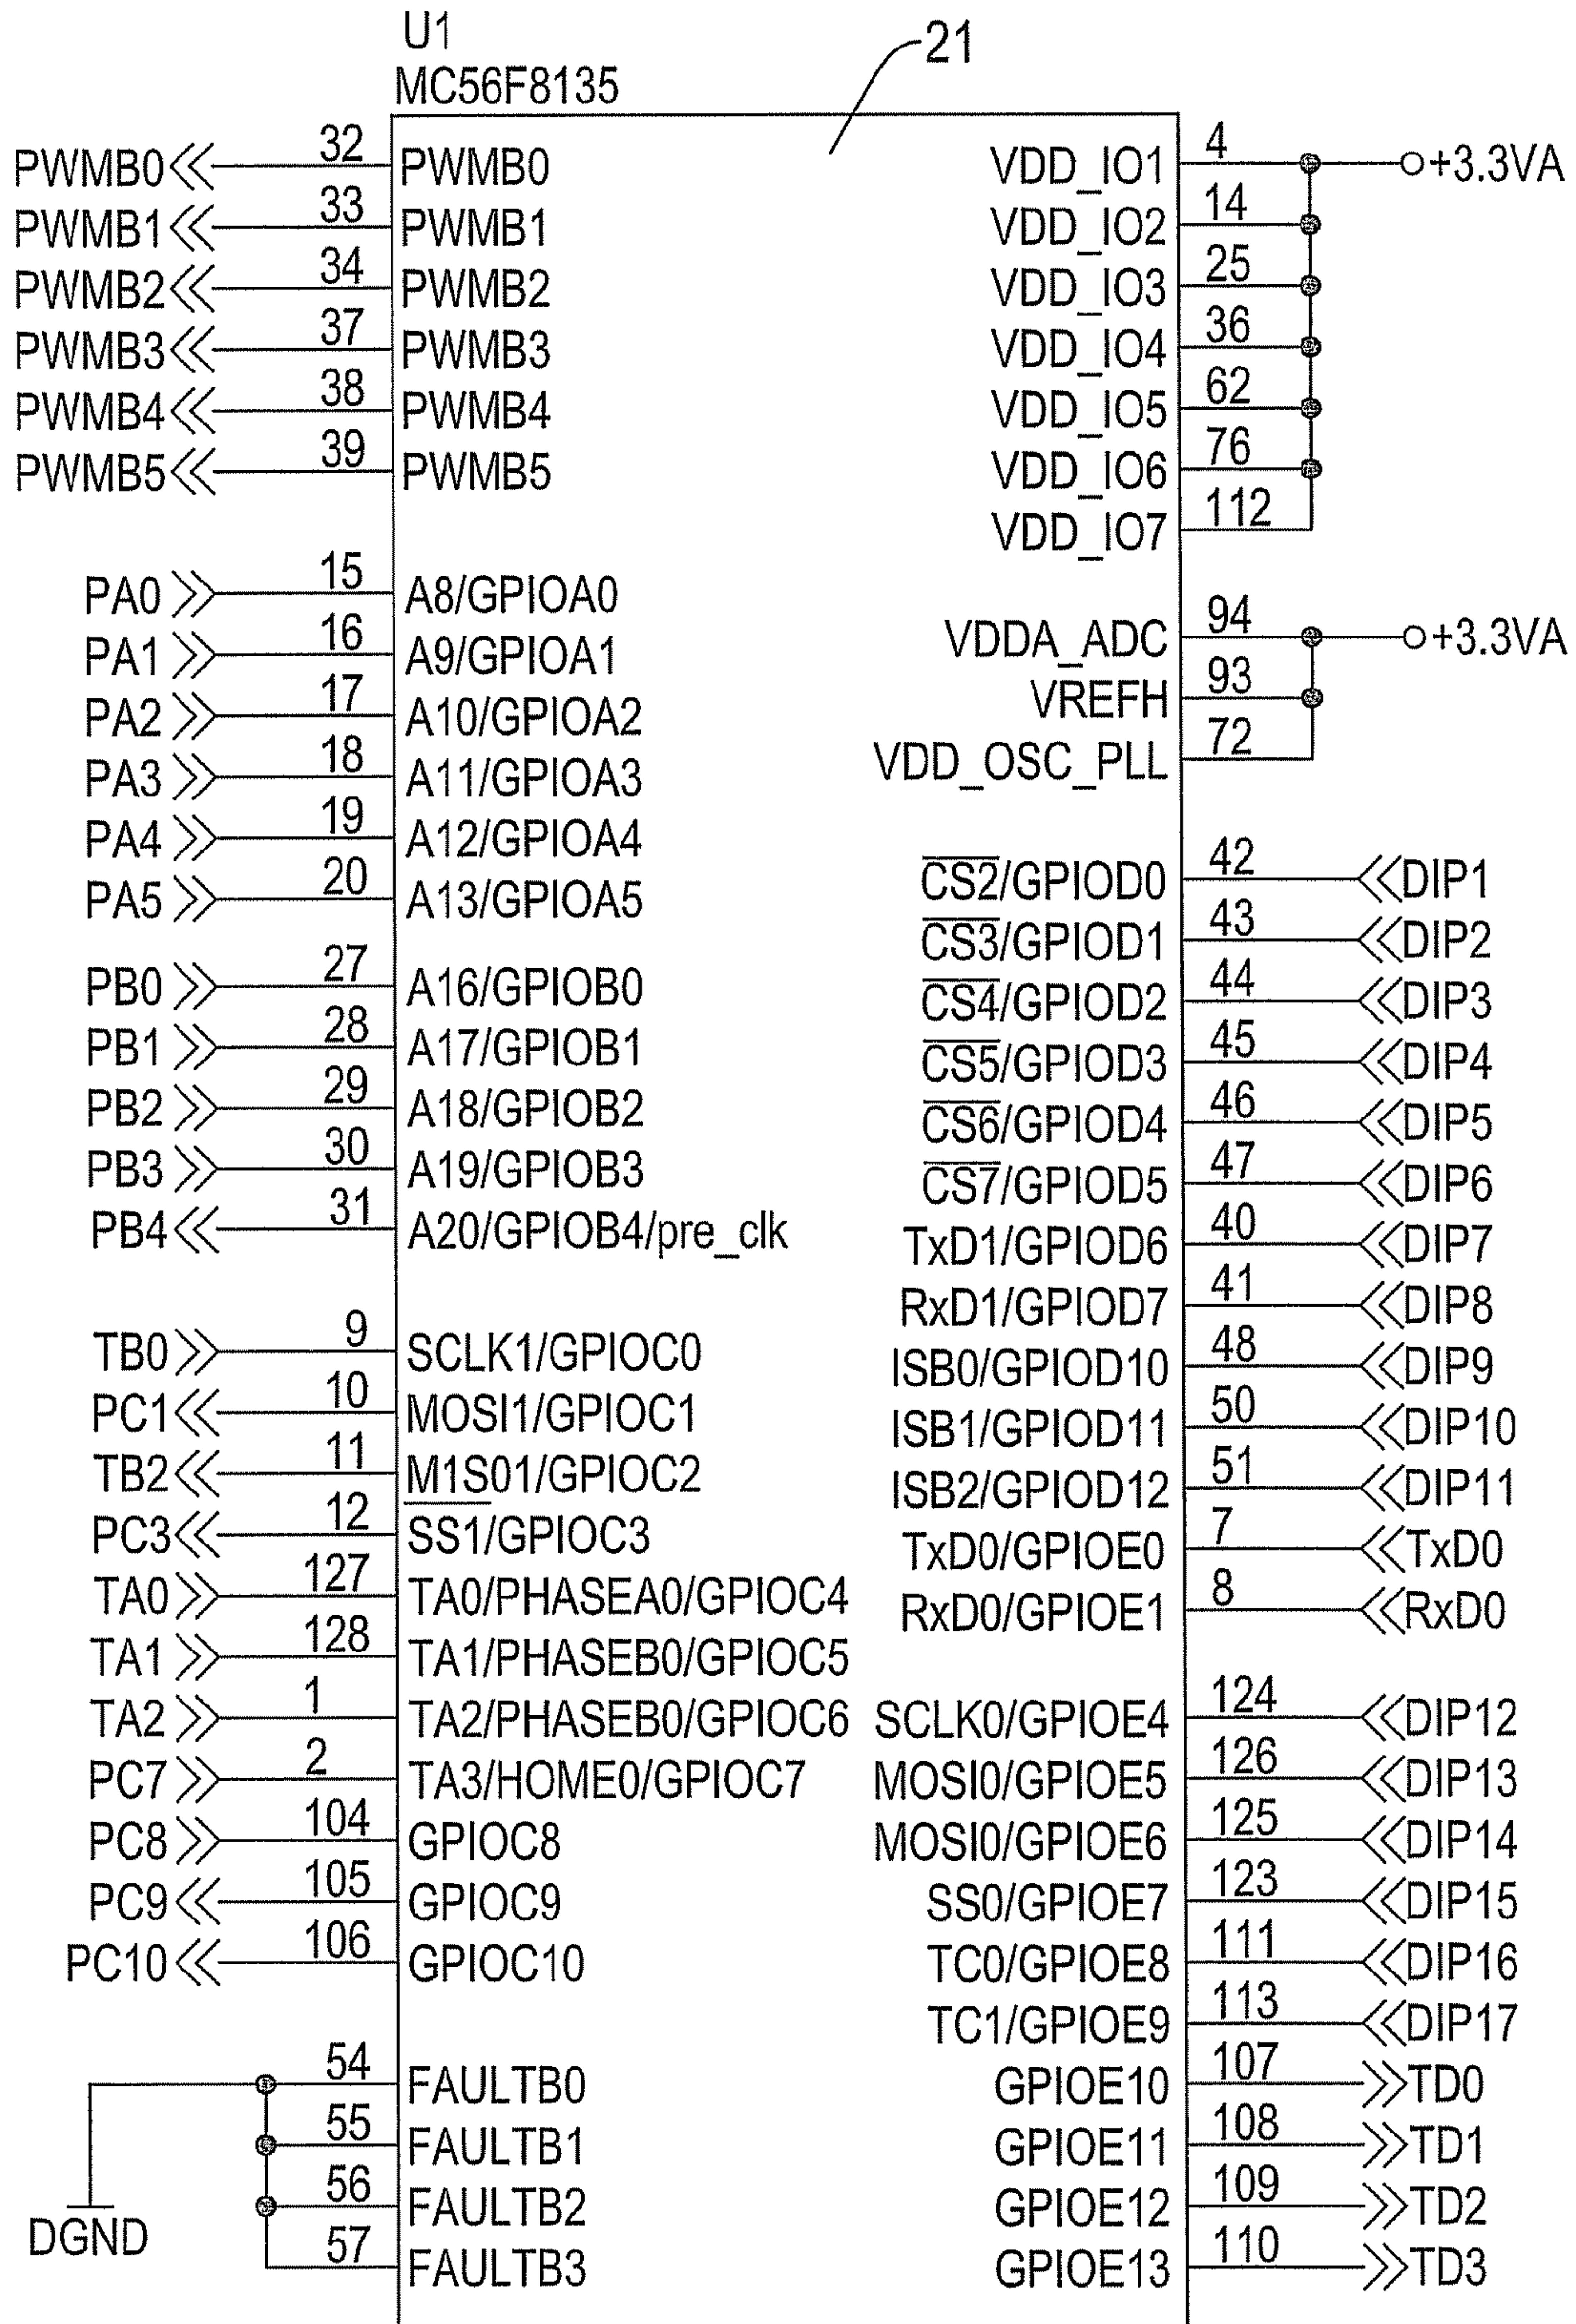 U1
MC56F8135
21
PWMB0 32 PWMB0
PWMB1 33 PWMB1
PWMB2 34 PWMB2
PWMB3 37 PWMB3
PWMB4 38 PWMB4
PWMB5 39 PWMB5
PA0 15 A8/GPIOA0
PA1 16 A9/GPIOA1
PA2 17 A10/GPIOA2
PA3 18 A11/GPIOA3
PA4 19 A12/GPIOA4
PA5 20 A13/GPIOA5
PB0 27 A16/GPIOB0
PB1 28 A17/GPIOB1
PB2 29 A18/GPIOB2
PB3 30 A19/GPIOB3
PB4 31 A20/GPIOB4/pre_clk
TB0 9 SCLK1/GPIOC0
PC1 10 MOSI1/GPIOC1
TB2 11 M1S01/GPIOC2
PC3 12 SS1/GPIOC3
TA0 127 TA0/PHASEA0/GPIOC4
TA1 128 TA1/PHASEB0/GPIOC5
TA2 1 TA2/PHASEB0/GPIOC6
PC7 2 TA3/HOME0/GPIOC7
PC8 104 GPIOC8
PC9 105 GPIOC9
PC10 106 GPIOC10
54 FAULTB0
55 FAULTB1
56 FAULTB2
57 FAULTB3
DGND
VDD_IO1 4 +3.3VA
VDD_IO2 14
VDD_IO3 25
VDD_IO4 36
VDD_IO5 62
VDD_IO6 76
VDD_IO7 112
VDDA_ADC 94 +3.3VA
VREFH 93
VDD_OSC_PLL 72
CS2/GPIOD0 42 DIP1
CS3/GPIOD1 43 DIP2
CS4/GPIOD2 44 DIP3
CS5/GPIOD3 45 DIP4
CS6/GPIOD4 46 DIP5
CS7/GPIOD5 47 DIP6
TxD1/GPIOD6 40 DIP7
RxD1/GPIOD7 41 DIP8
ISB0/GPIOD10 48 DIP9
ISB1/GPIOD11 50 DIP10
ISB2/GPIOD12 51 DIP11
TxD0/GPIOE0 7 TxD0
RxD0/GPIOE1 8 RxD0
SCLK0/GPIOE4 124 DIP12
MOSI0/GPIOE5 126 DIP13
MOSI0/GPIOE6 125 DIP14
SS0/GPIOE7 123 DIP15
TC0/GPIOE8 111 DIP16
TC1/GPIOE9 113 DIP17
GPIOE10 107 TD0
GPIOE11 108 TD1
GPIOE12 109 TD2
GPIOE13 110 TD3